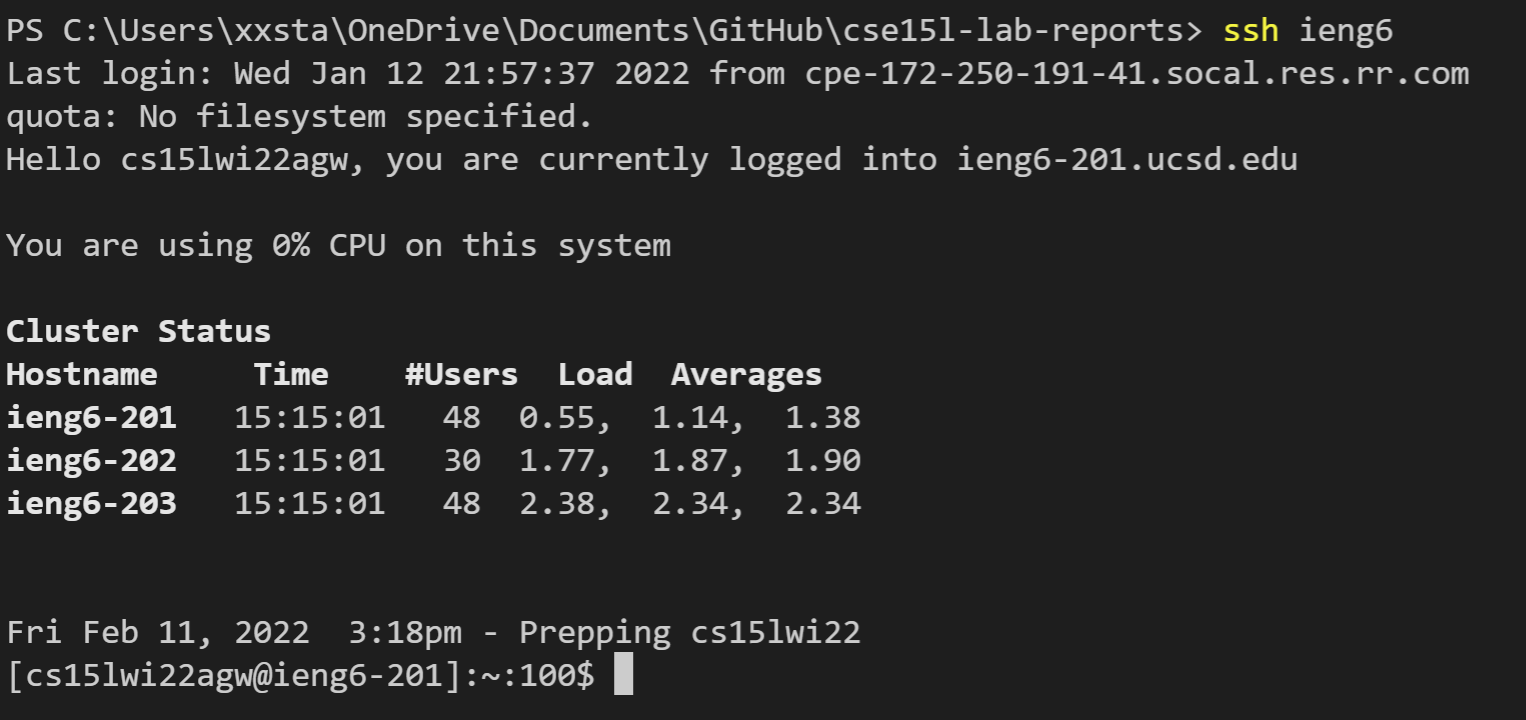 PS C:\Users\xxsta\OneDrive\Documents\GitHub\cse15l-lab-reports> ssh ieng6
Last login: Wed Jan 12 21:57:37 2022 from cpe-172-250-191-41.socal.res.rr.com
quota: No filesystem specified.
Hello cs15lwi22agw, you are currently logged into ieng6-201.ucsd.edu
You are using 0% CPU on this system
Cluster Status
Hostname     Time    #Users  Load  Averages
ieng6-201   15:15:01   48  0.55,  1.14,  1.38
ieng6-202   15:15:01   30  1.77,  1.87,  1.90
ieng6-203   15:15:01   48  2.38,  2.34,  2.34
Fri Feb 11, 2022  3:18pm - Prepping cs15lwi22
[cs15lwi22agw@ieng6-201]:~:100$